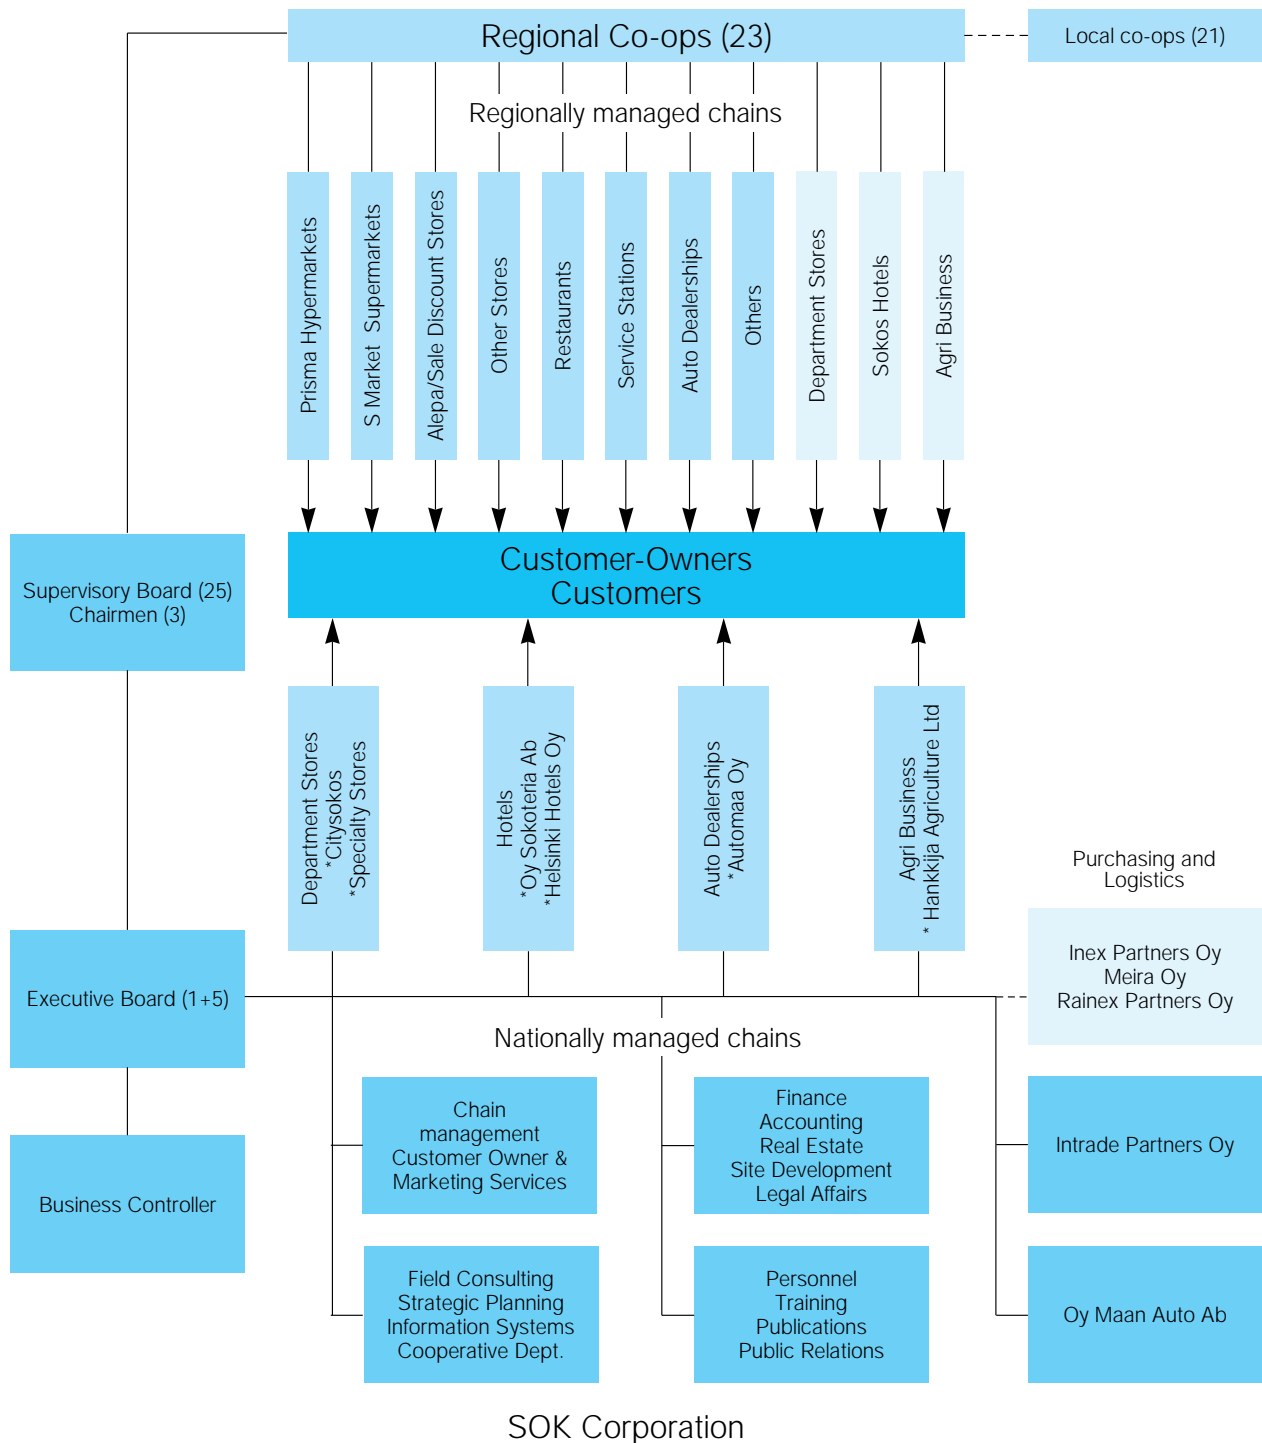 Regional Co-ops (23)
Local co-ops (21)
Regionally managed chains
Prisma Hypermarkets
S Market Supermarkets
Alepa/Sale Discount Stores
Other Stores
Restaurants
Service Stations
Auto Dealerships
Others
Department Stores
Sokos Hotels
Agri Business
Customer-Owners
Customers
Supervisory Board (25)
Chairmen (3)
Department Stores
*Citysokos
*Specialty Stores
Hotels
*Oy Sokoteria Ab
*Helsinki Hotels Oy
Auto Dealerships
*Automaa Oy
Agri Business
* Hankkija Agriculture Ltd
Purchasing and
Logistics
Inex Partners Oy
Meira Oy
Rainex Partners Oy
Executive Board (1+5)
Nationally managed chains
Chain
management
Customer Owner &
Marketing Services
Finance
Accounting
Real Estate
Site Development
Legal Affairs
Intrade Partners Oy
Business Controller
Field Consulting
Strategic Planning
Information Systems
Cooperative Dept.
Personnel
Training
Publications
Public Relations
Oy Maan Auto Ab
SOK Corporation